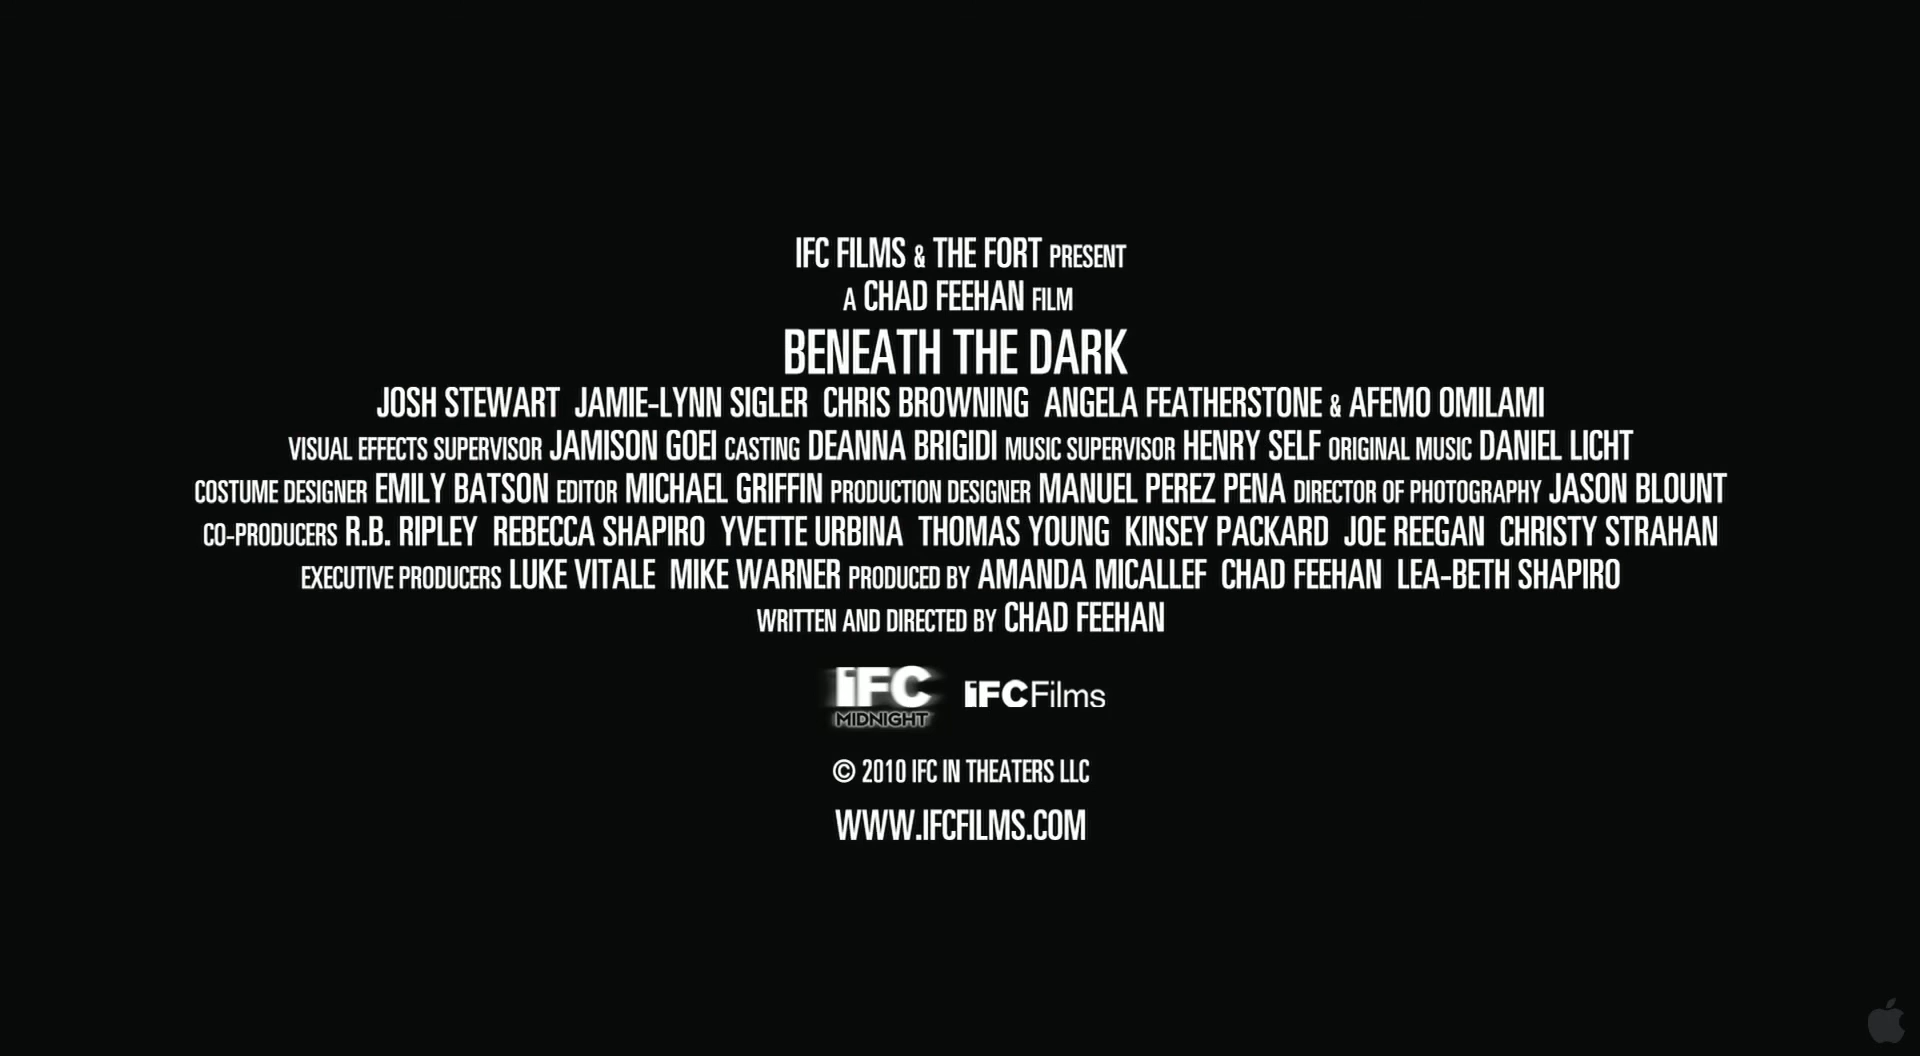 IFC FILMS & THE FORT PRESENT
A CHAD FEEHAN FILM
BENEATH THE DARK
JOSH STEWART JAMIE-LYNN SIGLER CHRIS BROWNING ANGELA FEATHERSTONE & AFEMO OMILAMI
VISUAL EFFECTS SUPERVISOR JAMISON GOEI CASTING DEANNA BRIGIDI MUSIC SUPERVISOR HENRY SELF ORIGINAL MUSIC DANIEL LICHT
COSTUME DESIGNER EMILY BATSON EDITOR MICHAEL GRIFFIN PRODUCTION DESIGNER MANUEL PEREZ PENA DIRECTOR OF PHOTOGRAPHY JASON BLOUNT
CO-PRODUCERS R.B. RIPLEY REBECCA SHAPIRO YVETTE URBINA THOMAS YOUNG KINSEY PACKARD JOE REEGAN CHRISTY STRAHAN
EXECUTIVE PRODUCERS LUKE VITALE MIKE WARNER PRODUCED BY AMANDA MICALLEF CHAD FEEHAN LEA-BETH SHAPIRO
WRITTEN AND DIRECTED BY CHAD FEEHAN
iFC iFCFilms
MIDNIGHT
© 2010 IFC IN THEATERS LLC
WWW.IFCFILMS.COM